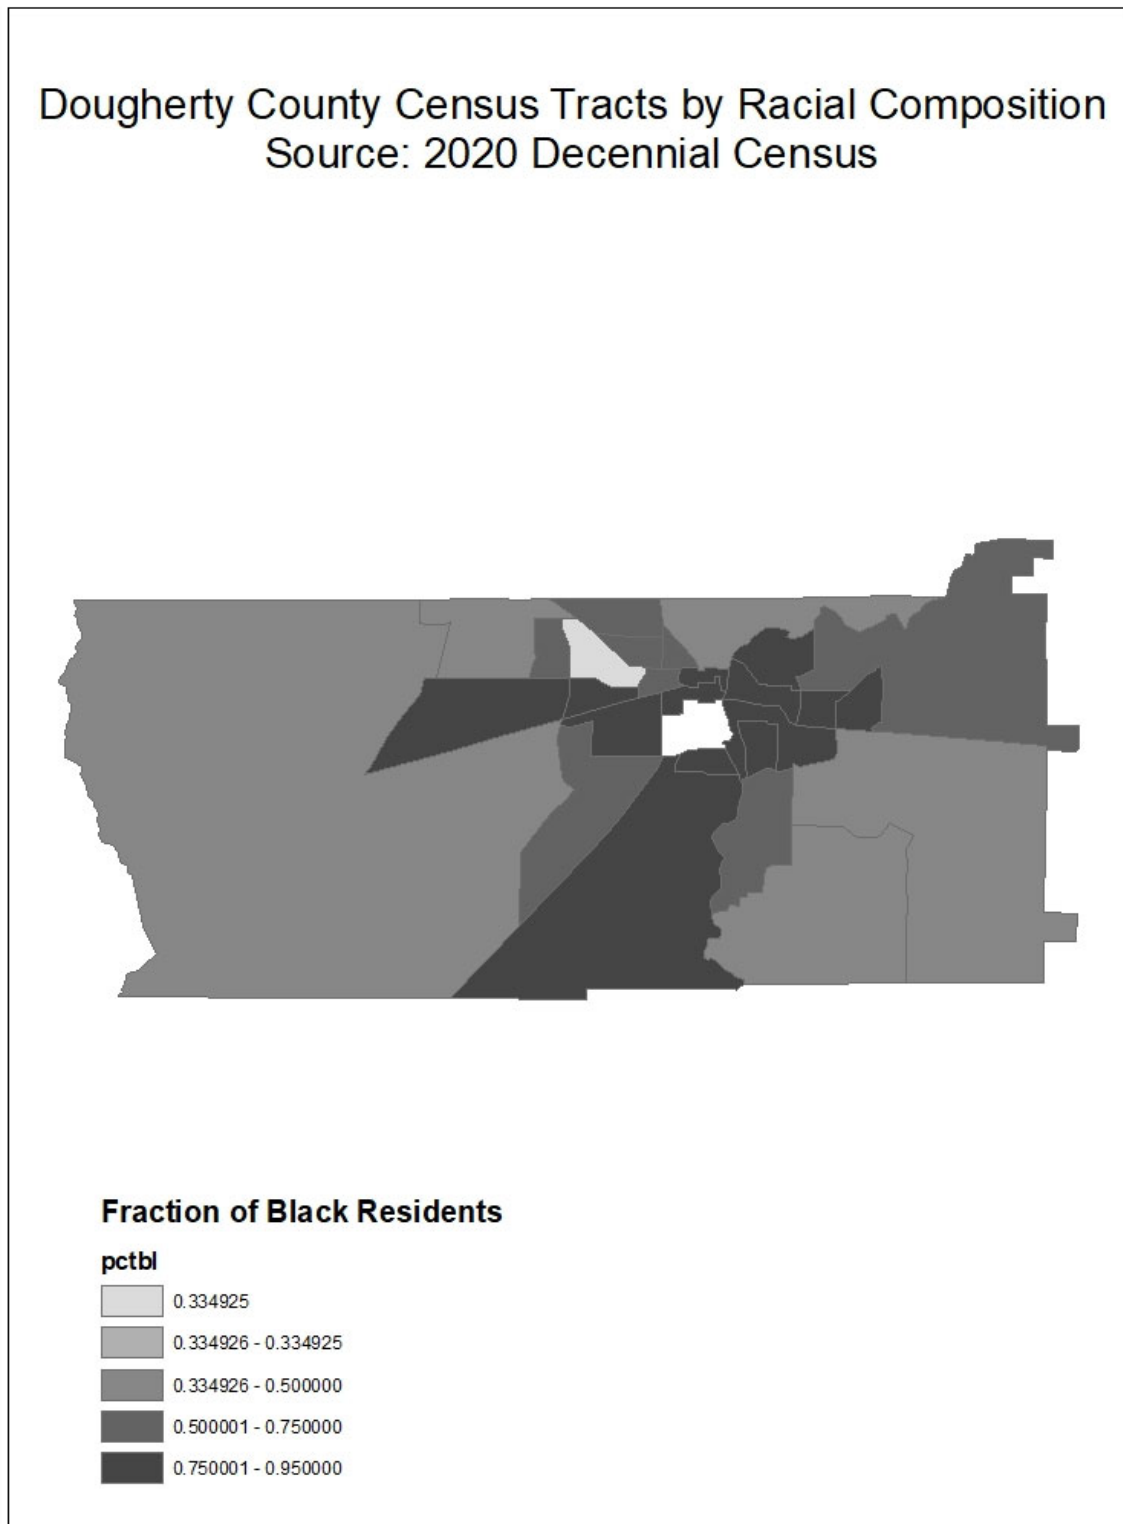 Dougherty County Census Tracts by Racial Composition
Source: 2020 Decennial Census
Fraction of Black Residents
pctbl
0.334925
0.334926 - 0.334925
0.334926 - 0.500000
0.500001 - 0.750000
0.750001 - 0.950000